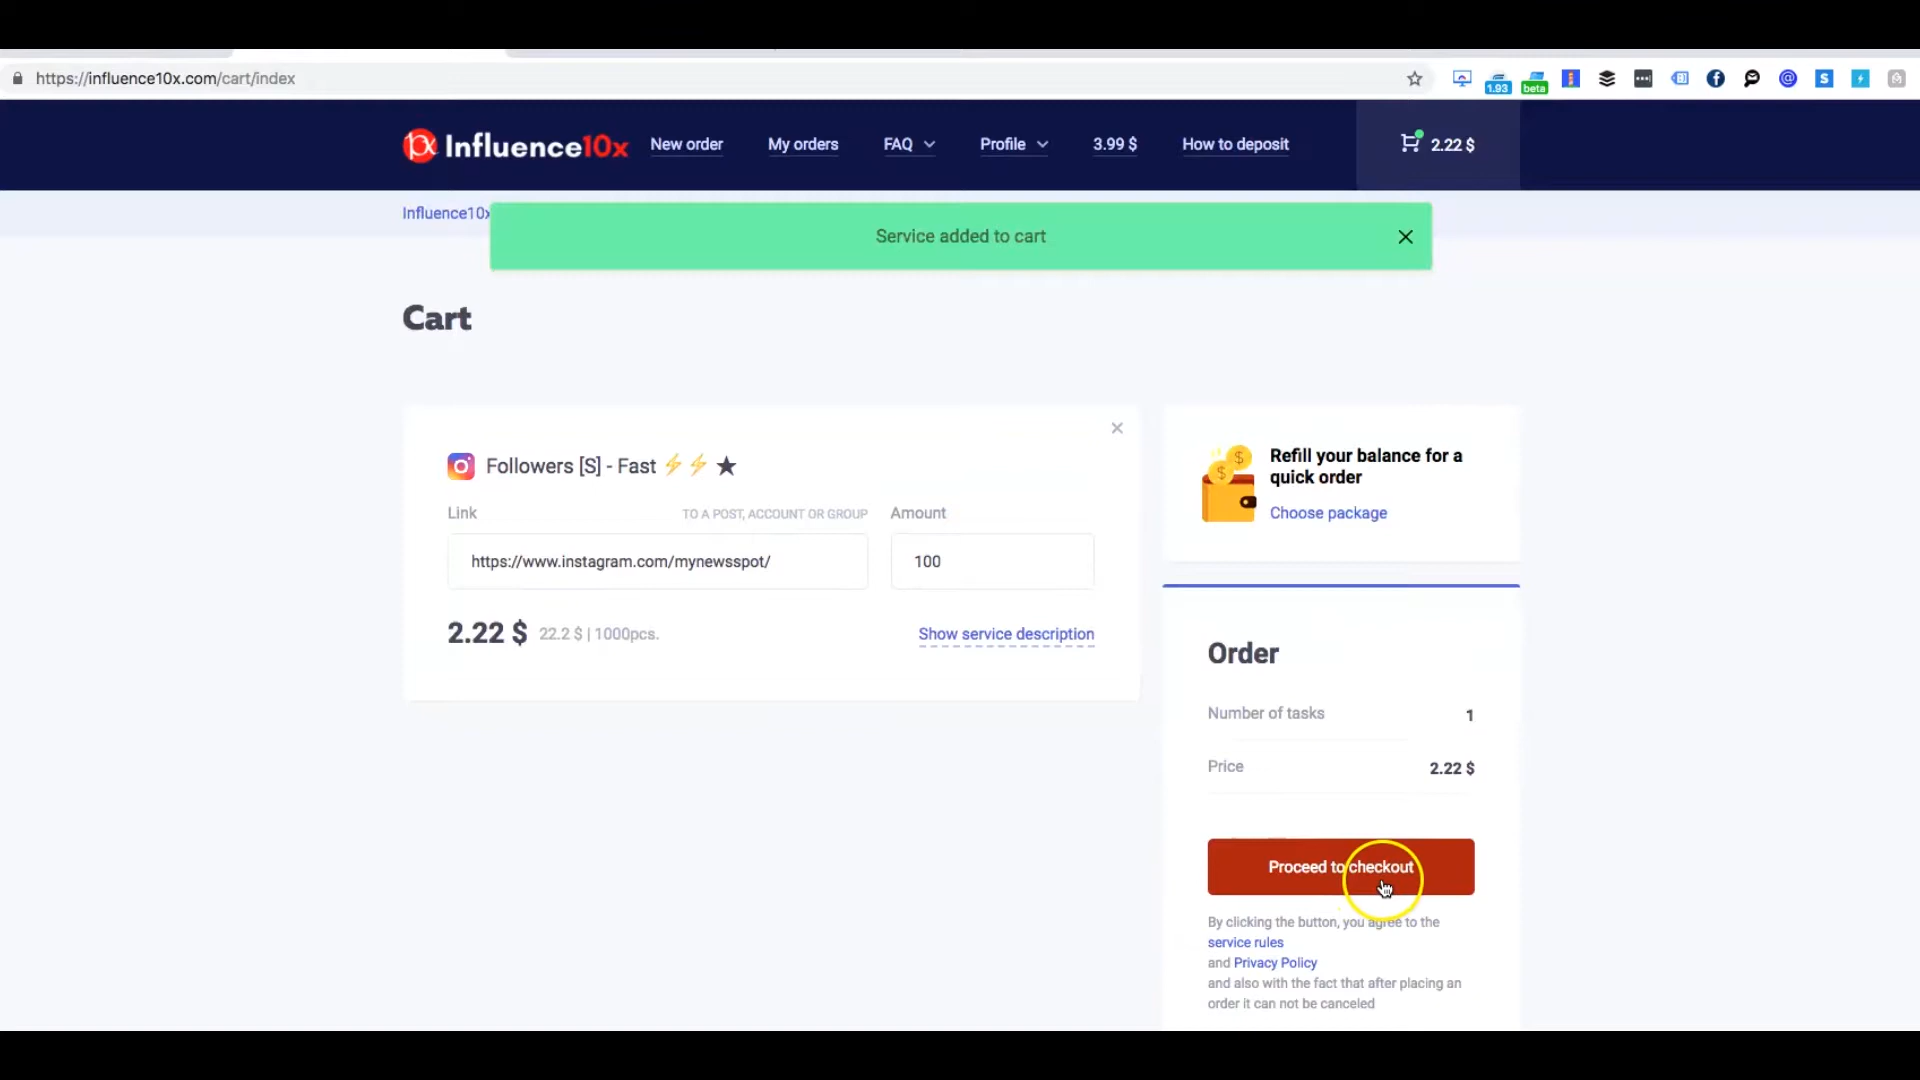 https://influence10x.com/cart/index
1.93
beta
Influence10x
New order
My orders
FAQ
Profile
3.99 $
How to deposit
2.22 $
Influence10x
Service added to cart
Cart
Followers [S] - Fast ⚡⚡★
Link
TO A POST, ACCOUNT OR GROUP
Amount
https://www.instagram.com/mynewsspot/
100
2.22 $
22.2 $ | 1000pcs.
Show service description
Refill your balance for a
quick order
Choose package
Order
Number of tasks
1
Price
2.22 $
Proceed to checkout
By clicking the button, you agree to the
service rules
and Privacy Policy
and also with the fact that after placing an
order it can not be canceled